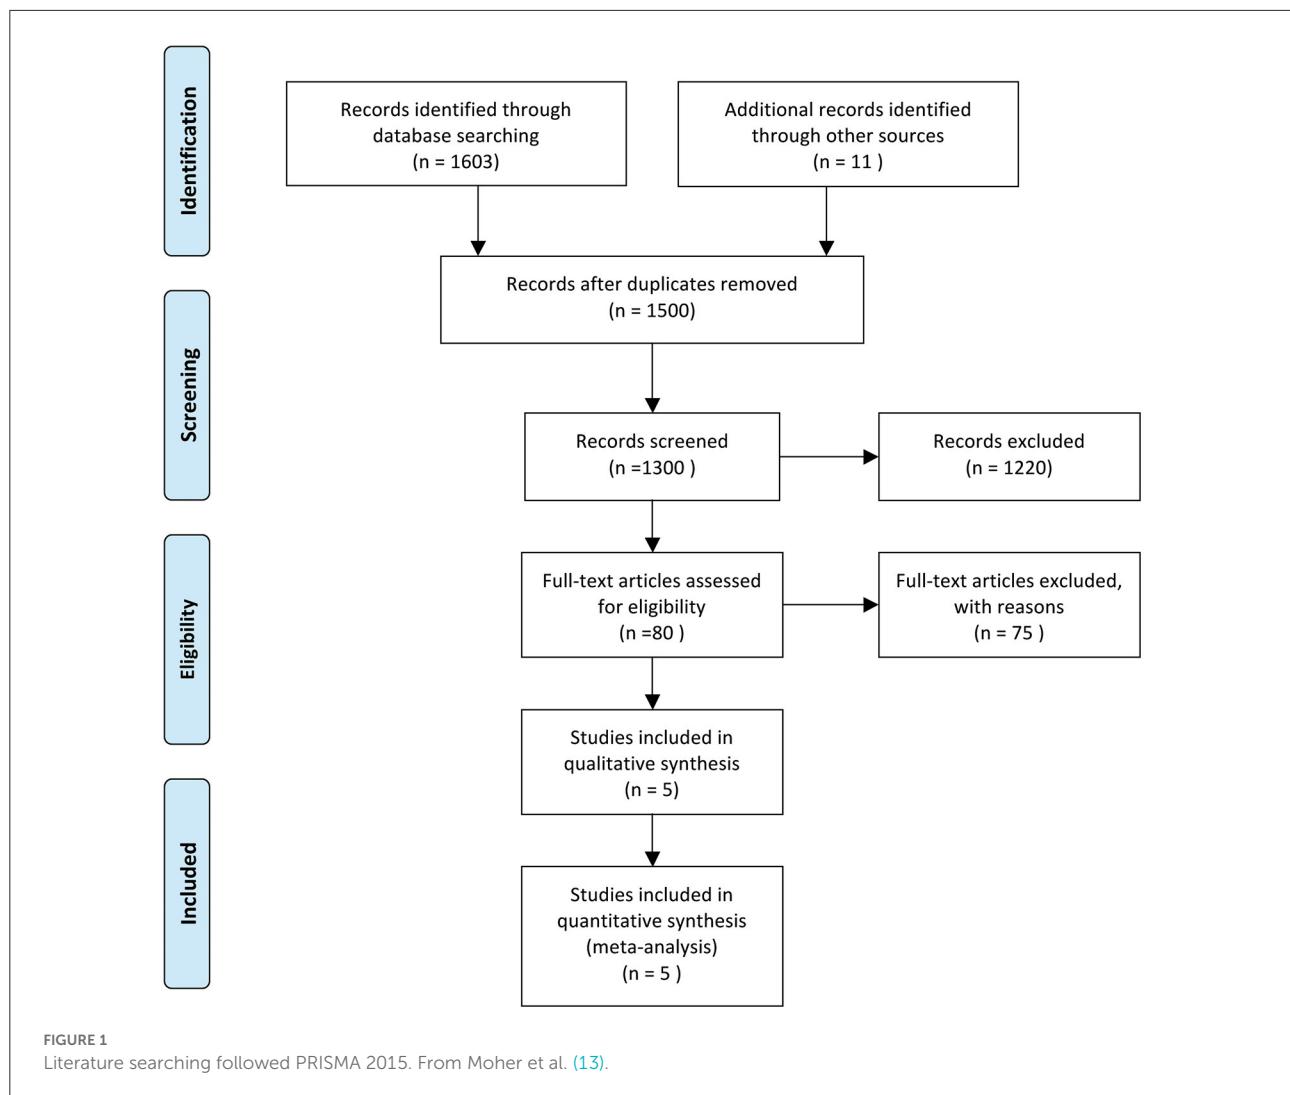 Identification
Records identified through
database searching
(n = 1603)
Additional records identified
through other sources
(n = 11 )
Records after duplicates removed
(n = 1500)
Screening
Records screened
(n =1300 )
Records excluded
(n = 1220)
Eligibility
Full-text articles assessed
for eligibility
(n =80 )
Full-text articles excluded,
with reasons
(n = 75 )
Studies included in
qualitative synthesis
(n = 5)
Included
Studies included in
quantitative synthesis
(meta-analysis)
(n = 5 )
FIGURE 1
Literature searching followed PRISMA 2015. From Moher et al. (13).